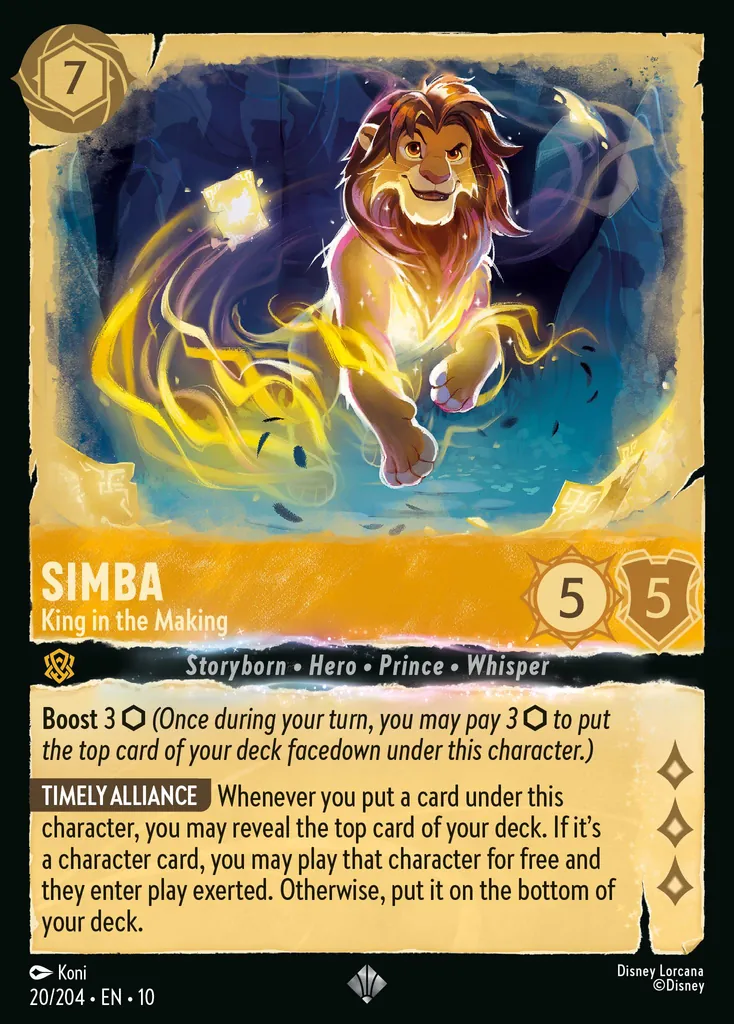 7
SIMBA
King in the Making
5 5
Storyborn • Hero • Prince • Whisper
Boost 3 ⬡ (Once during your turn, you may pay 3 ⬡ to put
the top card of your deck facedown under this character.)
TIMELY ALLIANCE Whenever you put a card under this
character, you may reveal the top card of your deck. If it’s
a character card, you may play that character for free and
they enter play exerted. Otherwise, put it on the bottom of
your deck.
Koni
20/204 • EN • 10
Disney Lorcana
©Disney